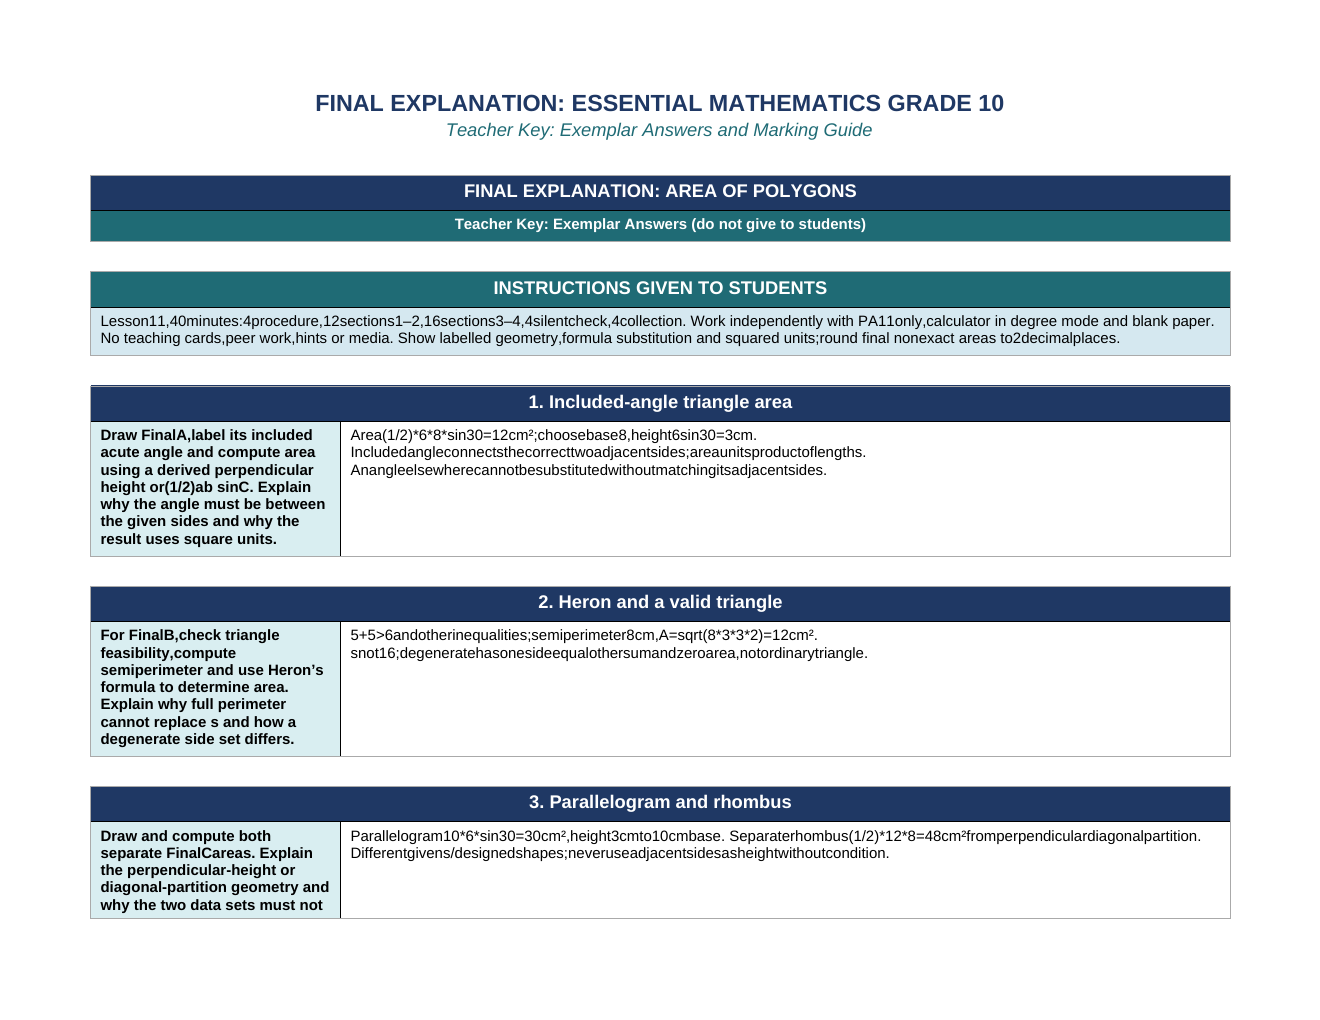 FINAL EXPLANATION: ESSENTIAL MATHEMATICS GRADE 10
Teacher Key: Exemplar Answers and Marking Guide
FINAL EXPLANATION: AREA OF POLYGONS
Teacher Key: Exemplar Answers (do not give to students)
INSTRUCTIONS GIVEN TO STUDENTS
Lesson11,40minutes:4procedure,12sections1–2,16sections3–4,4silentcheck,4collection. Work independently with PA11only,calculator in degree mode and blank paper.
No teaching cards,peer work,hints or media. Show labelled geometry,formula substitution and squared units;round final nonexact areas to2decimalplaces.
1. Included-angle triangle area
Draw FinalA,label its included
acute angle and compute area
using a derived perpendicular
height or(1/2)ab sinC. Explain
why the angle must be between
the given sides and why the
result uses square units.
Area(1/2)*6*8*sin30=12cm²;choosebase8,height6sin30=3cm.
Includedangleconnectsthecorrecttwoadjacentsides;areaunitsproductoflengths.
Anangleelsewherecannotbesubstitutedwithoutmatchingitsadjacentsides.
2. Heron and a valid triangle
For FinalB,check triangle
feasibility,compute
semiperimeter and use Heron’s
formula to determine area.
Explain why full perimeter
cannot replace s and how a
degenerate side set differs.
5+5>6andotherinequalities;semiperimeter8cm,A=sqrt(8*3*3*2)=12cm².
snot16;degeneratehasonesideequalothersumandzeroarea,notordinarytriangle.
3. Parallelogram and rhombus
Draw and compute both
separate FinalCareas. Explain
the perpendicular-height or
diagonal-partition geometry and
why the two data sets must not
Parallelogram10*6*sin30=30cm²,height3cmto10cmbase. Separaterhombus(1/2)*12*8=48cm²fromperpendiculardiagonalpartition.
Differentgivens/designedshapes;neveruseadjacentsidesasheightwithoutcondition.